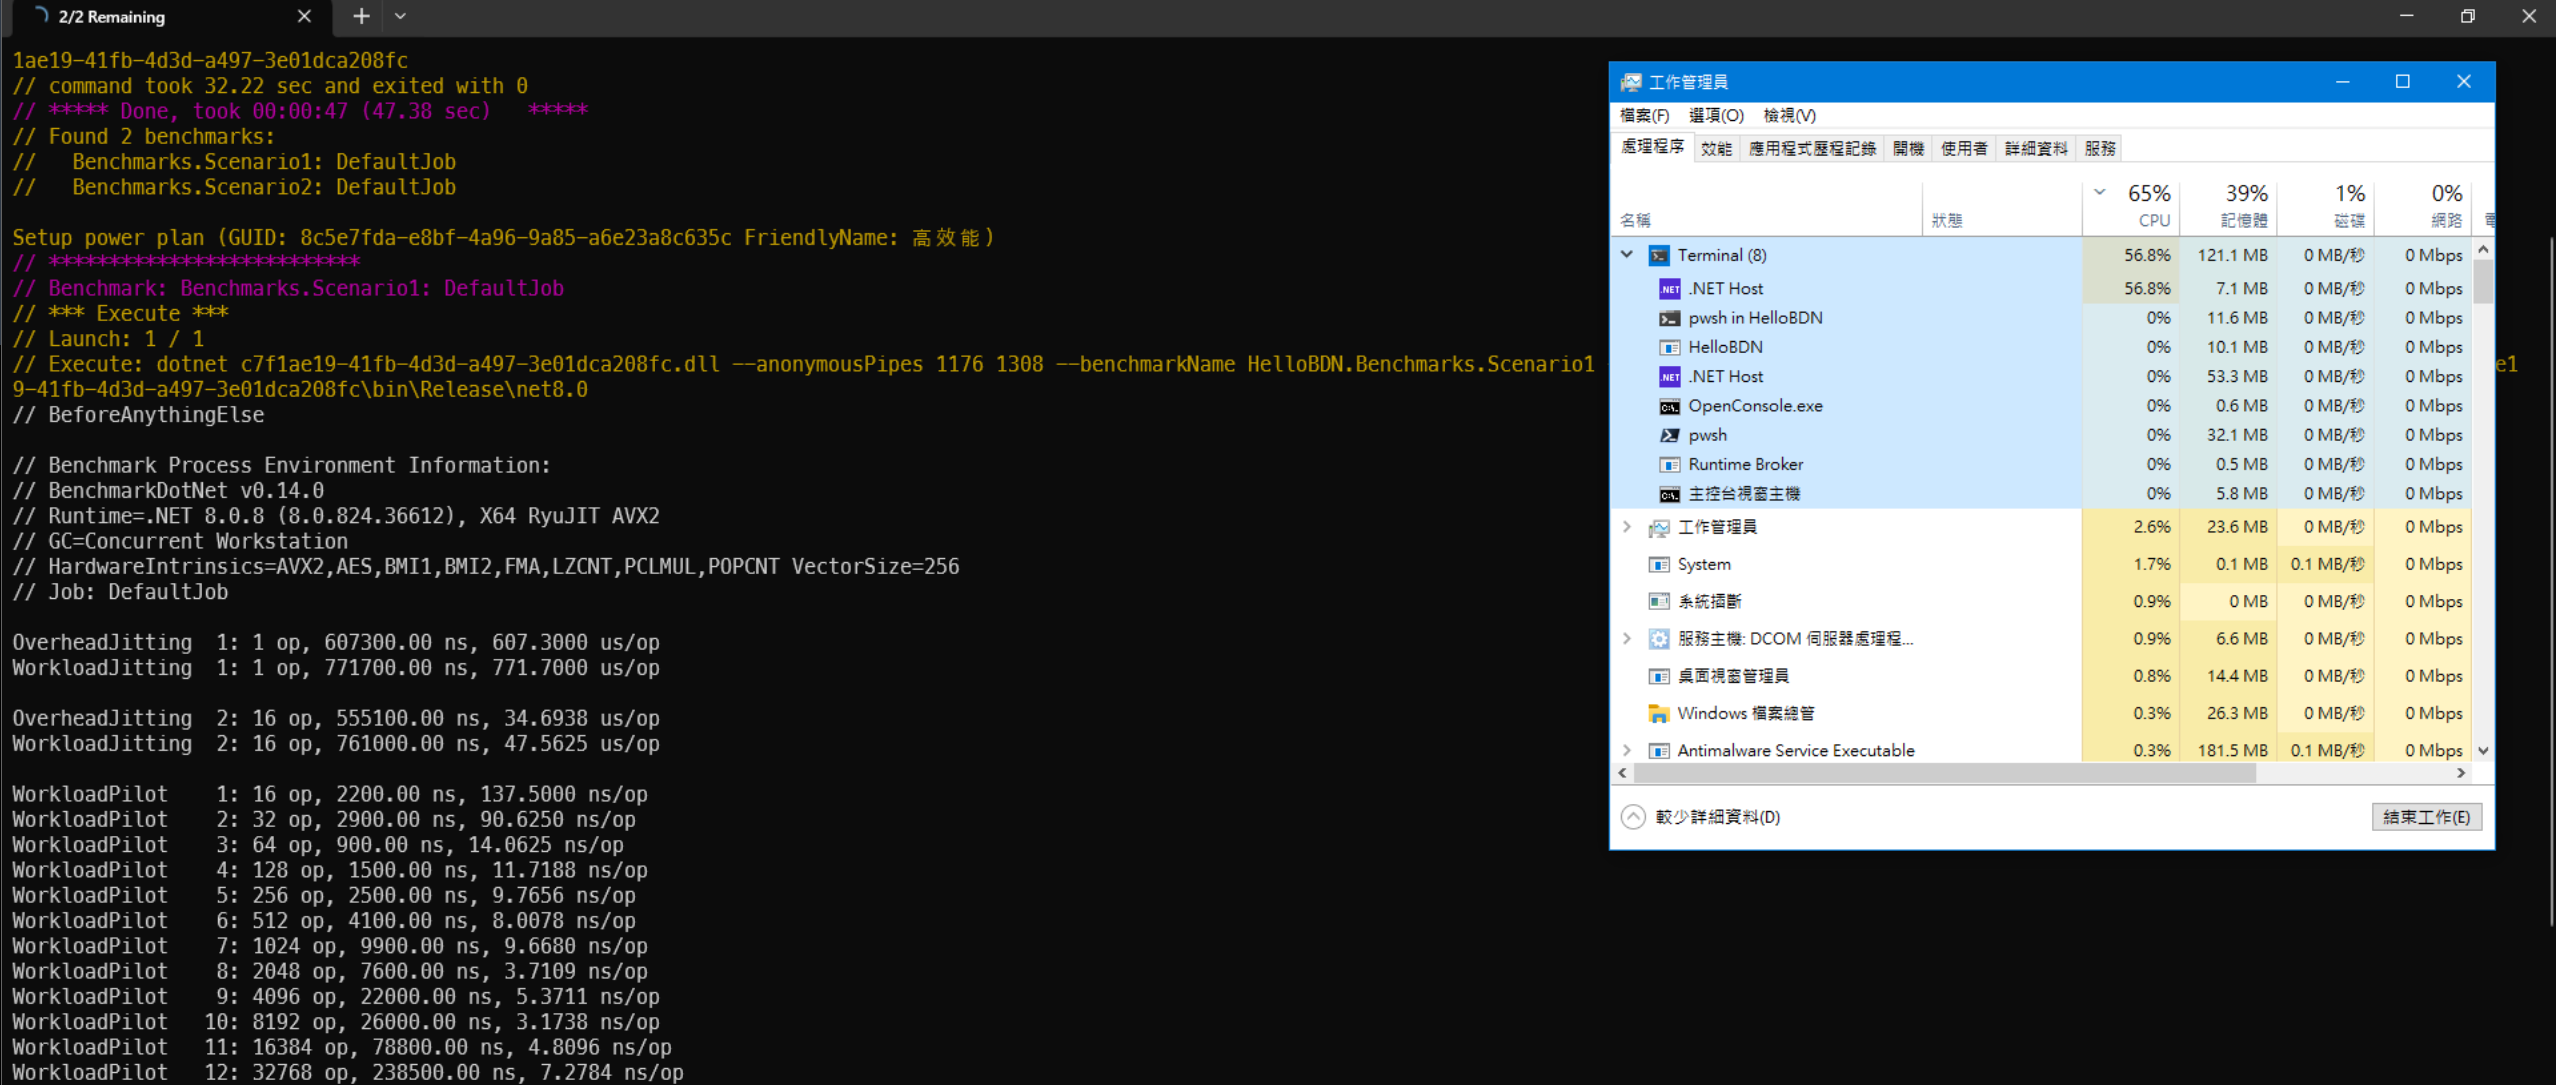 2/2 Remaining
1ae19-41fb-4d3d-a497-3e01dca208fc
// command took 32.22 sec and exited with 0
// ***** Done, took 00:00:47 (47.38 sec)   *****
// Found 2 benchmarks:
//   Benchmarks.Scenario1: DefaultJob
//   Benchmarks.Scenario2: DefaultJob
Setup power plan (GUID: 8c5e7fda-e8bf-4a96-9a85-a6e23a8c635c FriendlyName: 高效能)
// **************************
// Benchmark: Benchmarks.Scenario1: DefaultJob
// *** Execute ***
// Launch: 1 / 1
// Execute: dotnet c7f1ae19-41fb-4d3d-a497-3e01dca208fc.dll --anonymousPipes 1176 1308 --benchmarkName HelloBDN.Benchmarks.Scenario1 e1
9-41fb-4d3d-a497-3e01dca208fc\bin\Release\net8.0
// BeforeAnythingElse
// Benchmark Process Environment Information:
// BenchmarkDotNet v0.14.0
// Runtime=.NET 8.0.8 (8.0.824.36612), X64 RyuJIT AVX2
// GC=Concurrent Workstation
// HardwareIntrinsics=AVX2,AES,BMI1,BMI2,FMA,LZCNT,PCLMUL,POPCNT VectorSize=256
// Job: DefaultJob
OverheadJitting  1: 1 op, 607300.00 ns, 607.3000 us/op
WorkloadJitting  1: 1 op, 771700.00 ns, 771.7000 us/op
OverheadJitting  2: 16 op, 555100.00 ns, 34.6938 us/op
WorkloadJitting  2: 16 op, 761000.00 ns, 47.5625 us/op
WorkloadPilot    1: 16 op, 2200.00 ns, 137.5000 ns/op
WorkloadPilot    2: 32 op, 2900.00 ns, 90.6250 ns/op
WorkloadPilot    3: 64 op, 900.00 ns, 14.0625 ns/op
WorkloadPilot    4: 128 op, 1500.00 ns, 11.7188 ns/op
WorkloadPilot    5: 256 op, 2500.00 ns, 9.7656 ns/op
WorkloadPilot    6: 512 op, 4100.00 ns, 8.0078 ns/op
WorkloadPilot    7: 1024 op, 9900.00 ns, 9.6680 ns/op
WorkloadPilot    8: 2048 op, 7600.00 ns, 3.7109 ns/op
WorkloadPilot    9: 4096 op, 22000.00 ns, 5.3711 ns/op
WorkloadPilot   10: 8192 op, 26000.00 ns, 3.1738 ns/op
WorkloadPilot   11: 16384 op, 78800.00 ns, 4.8096 ns/op
WorkloadPilot   12: 32768 op, 238500.00 ns, 7.2784 ns/op
工作管理員
檔案(F) 選項(O) 檢視(V)
處理程序 效能 應用程式歷程記錄 開機 使用者 詳細資料 服務
65% 39% 1% 0%
名稱 狀態 CPU 記憶體 磁碟 網路
Terminal (8) 56.8% 121.1 MB 0 MB/秒 0 Mbps
.NET Host 56.8% 7.1 MB 0 MB/秒 0 Mbps
pwsh in HelloBDN 0% 11.6 MB 0 MB/秒 0 Mbps
HelloBDN 0% 10.1 MB 0 MB/秒 0 Mbps
.NET Host 0% 53.3 MB 0 MB/秒 0 Mbps
OpenConsole.exe 0% 0.6 MB 0 MB/秒 0 Mbps
pwsh 0% 32.1 MB 0 MB/秒 0 Mbps
Runtime Broker 0% 0.5 MB 0 MB/秒 0 Mbps
主控台視窗主機 0% 5.8 MB 0 MB/秒 0 Mbps
工作管理員 2.6% 23.6 MB 0 MB/秒 0 Mbps
System 1.7% 0.1 MB 0.1 MB/秒 0 Mbps
系統插斷 0.9% 0 MB 0 MB/秒 0 Mbps
服務主機: DCOM 伺服器處理程... 0.9% 6.6 MB 0 MB/秒 0 Mbps
桌面視窗管理員 0.8% 14.4 MB 0 MB/秒 0 Mbps
Windows 檔案總管 0.3% 26.3 MB 0 MB/秒 0 Mbps
Antimalware Service Executable 0.3% 181.5 MB 0.1 MB/秒 0 Mbps
較少詳細資料(D) 結束工作(E)